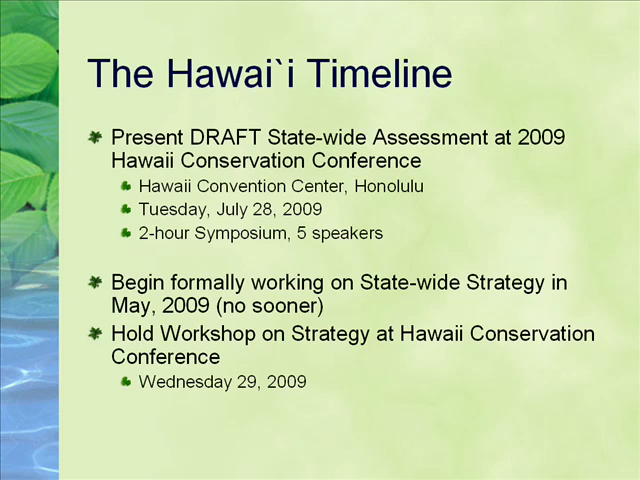 The Hawai`i Timeline
Present DRAFT State-wide Assessment at 2009
Hawaii Conservation Conference
Hawaii Convention Center, Honolulu
Tuesday, July 28, 2009
2-hour Symposium, 5 speakers
Begin formally working on State-wide Strategy in
May, 2009 (no sooner)
Hold Workshop on Strategy at Hawaii Conservation
Conference
Wednesday 29, 2009